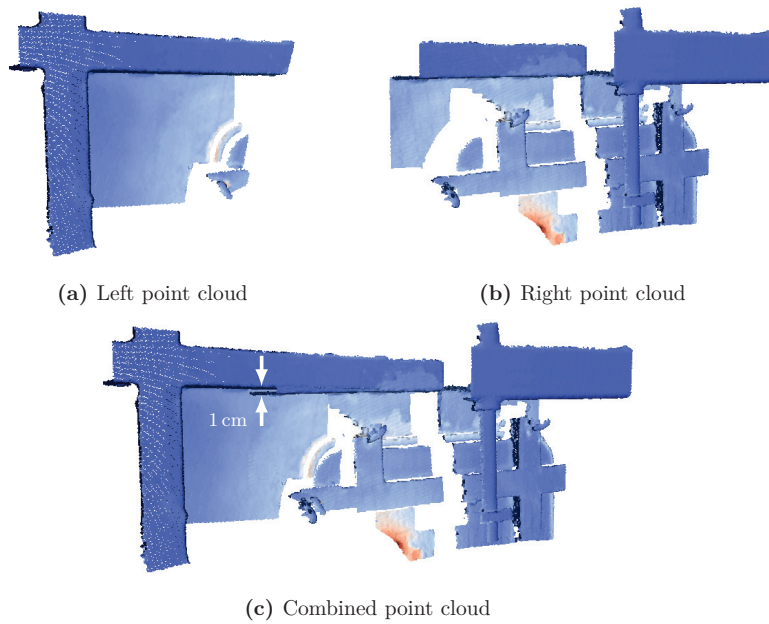 (a) Left point cloud
(b) Right point cloud
1 cm
(c) Combined point cloud